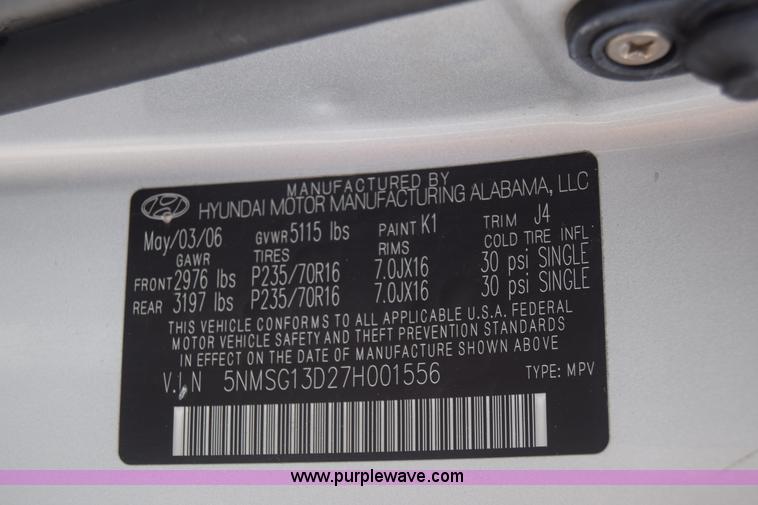 MANUFACTURED BY
HYUNDAI MOTOR MANUFACTURING ALABAMA, LLC
May/03/06 GVWR 5115 lbs PAINT K1 TRIM J4
GAWR TIRES RIMS COLD TIRE INFL
FRONT 2976 lbs P235/70R16 7.0JX16 30 psi SINGLE
REAR 3197 lbs P235/70R16 7.0JX16 30 psi SINGLE
THIS VEHICLE CONFORMS TO ALL APPLICABLE U.S.A. FEDERAL
MOTOR VEHICLE SAFETY AND THEFT PREVENTION STANDARDS
IN EFFECT ON THE DATE OF MANUFACTURE SHOWN ABOVE
V.I.N 5NMSG13D27H001556 TYPE: MPV
www.purplewave.com